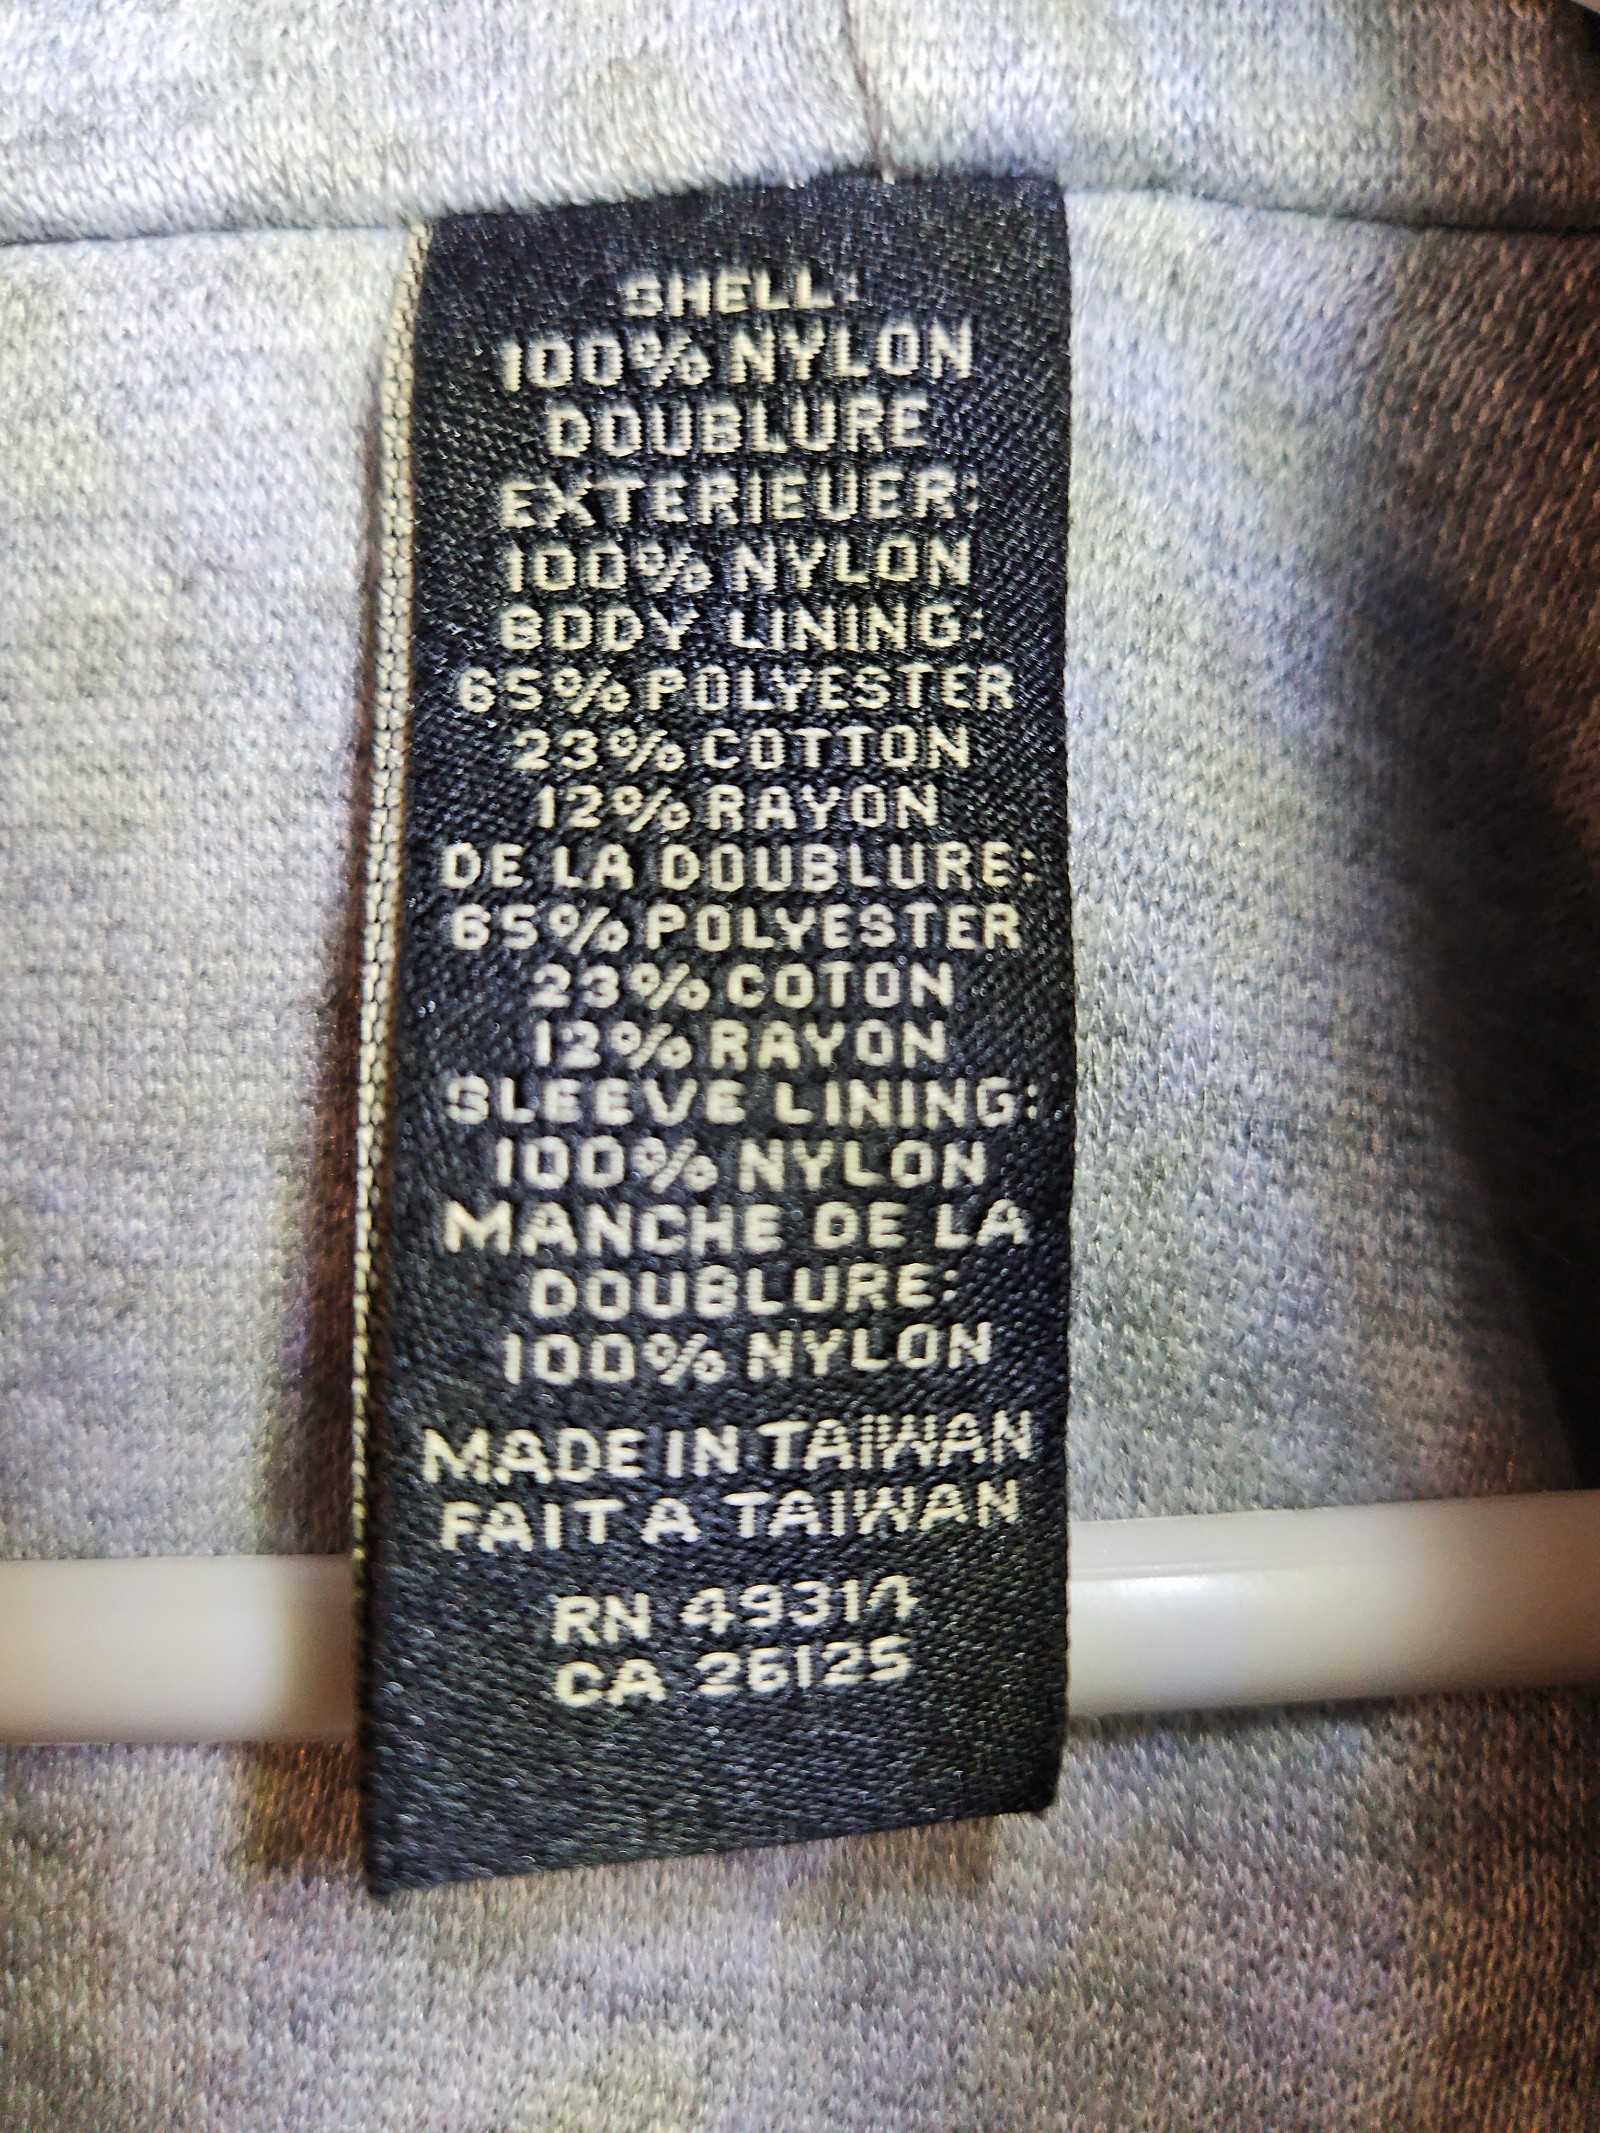 SHELL:
100% NYLON
DOUBLURE
EXTERIEUER:
100% NYLON
BODY LINING:
65% POLYESTER
23% COTTON
12% RAYON
DE LA DOUBLURE:
65% POLYESTER
23% COTON
12% RAYON
SLEEVE LINING:
100% NYLON
MANCHE DE LA
DOUBLURE:
100% NYLON
MADE IN TAIWAN
FAIT A TAIWAN
RN 49314
CA 26125